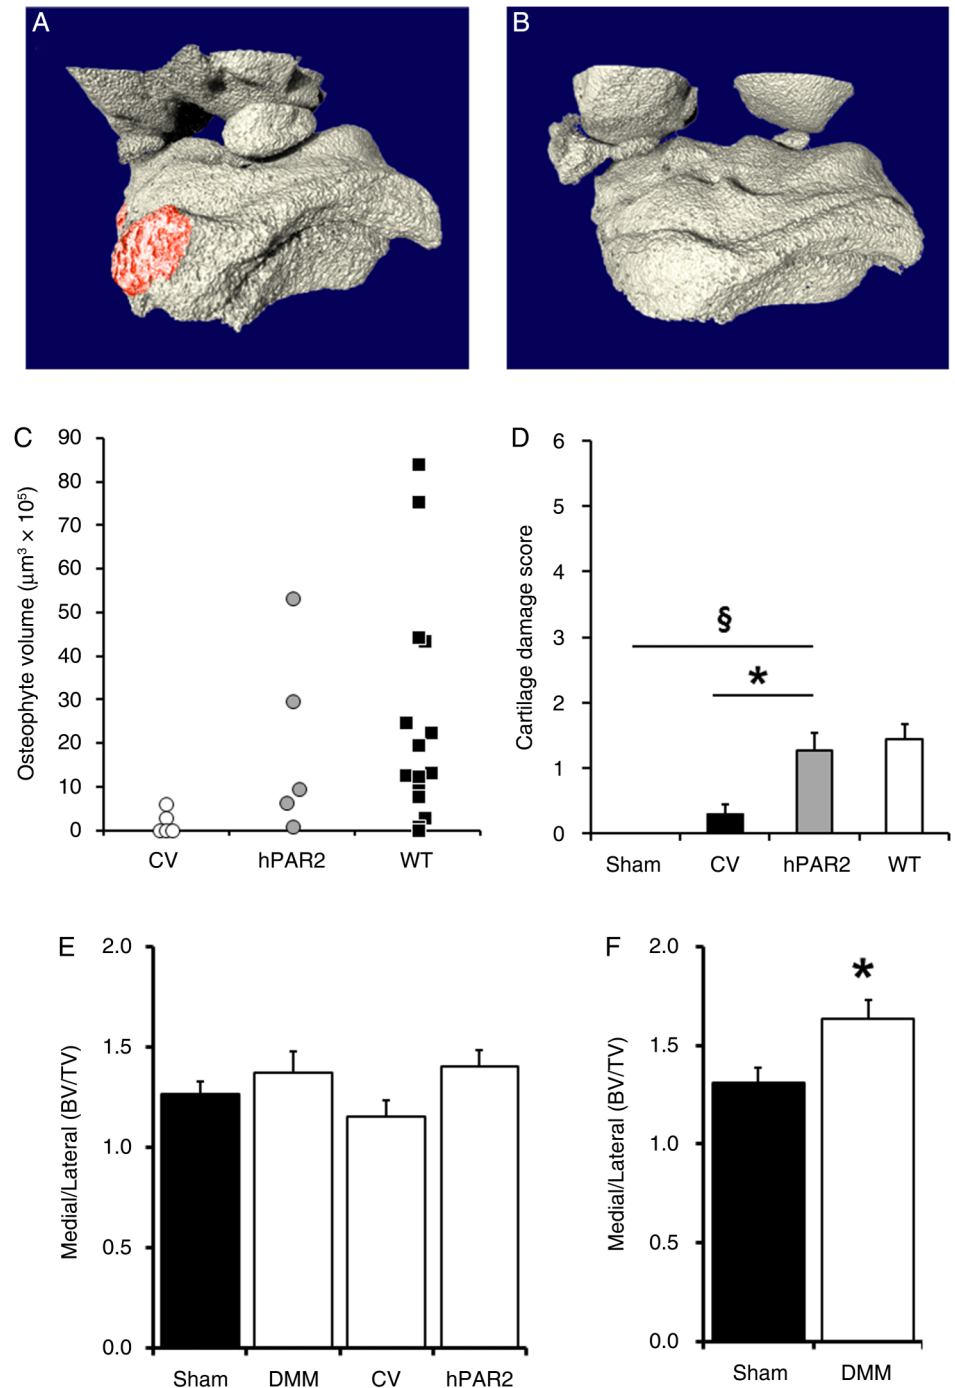 A
B
C
Osteophyte volume (μm³ × 10⁵)
90
80
70
60
50
40
30
20
10
0
CV
hPAR2
WT
D
Cartilage damage score
6
5
4
3
2
1
0
§
*
Sham
CV
hPAR2
WT
E
Medial/Lateral (BV/TV)
2.0
1.5
1.0
0.5
0.0
Sham
DMM
CV
hPAR2
F
Medial/Lateral (BV/TV)
2.0
1.5
1.0
0.5
0.0
*
Sham
DMM